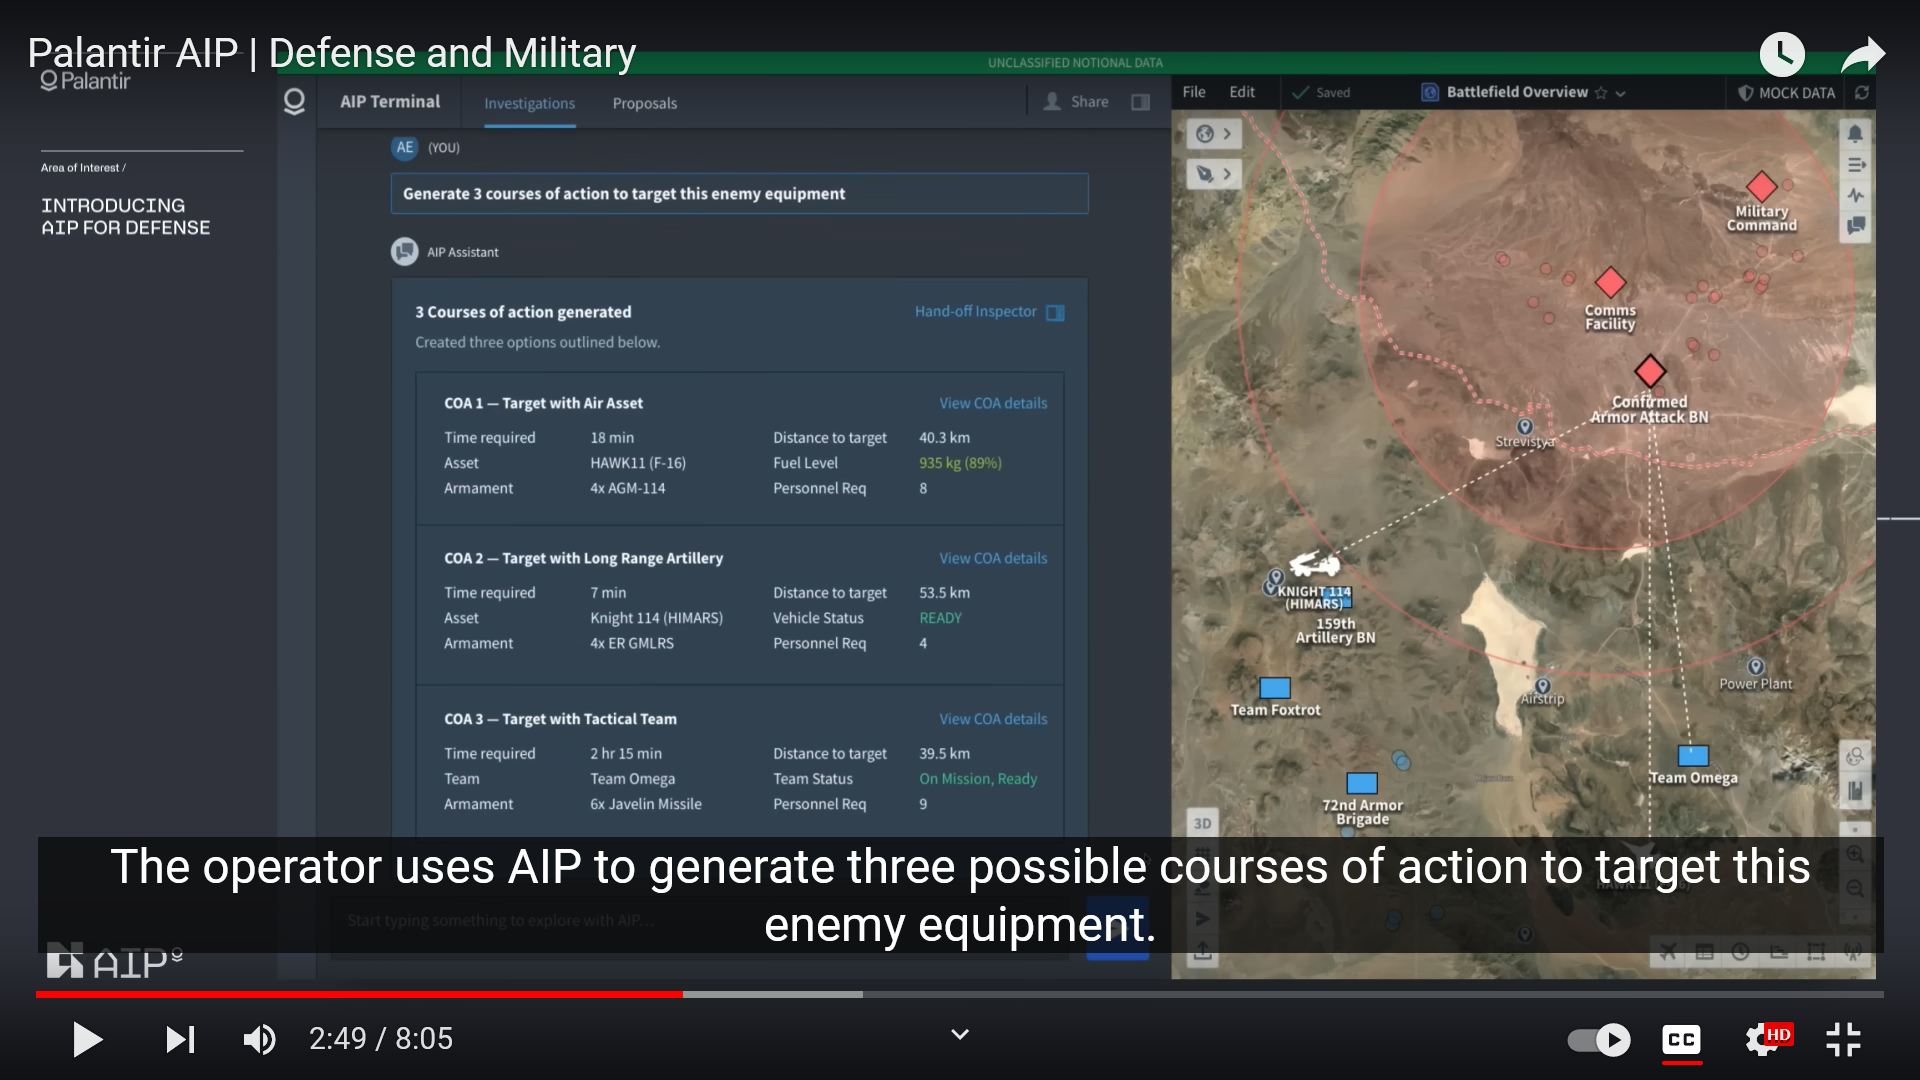 Palantir AIP | Defense and Military
Palantir
Area of Interest /
INTRODUCING
AIP FOR DEFENSE
UNCLASSIFIED NOTIONAL DATA
AIP Terminal
Investigations
Proposals
Share
AE (YOU)
Generate 3 courses of action to target this enemy equipment
AIP Assistant
3 Courses of action generated
Hand-off Inspector
Created three options outlined below.
COA 1 — Target with Air Asset
View COA details
Time required 18 min Distance to target 40.3 km
Asset HAWK11 (F-16) Fuel Level 935 kg (89%)
Armament 4x AGM-114 Personnel Req 8
COA 2 — Target with Long Range Artillery
View COA details
Time required 7 min Distance to target 53.5 km
Asset Knight 114 (HIMARS) Vehicle Status READY
Armament 4x ER GMLRS Personnel Req 4
COA 3 — Target with Tactical Team
View COA details
Time required 2 hr 15 min Distance to target 39.5 km
Team Team Omega Team Status On Mission, Ready
Armament 6x Javelin Missile Personnel Req 9
Start typing something to explore with AIP...
File Edit Saved
Battlefield Overview
MOCK DATA
Military
Command
Comms
Facility
Confirmed
Armor Attack BN
Strevistya
KNIGHT 114
(HIMARS)
159th
Artillery BN
Team Foxtrot
Airstrip
Power Plant
Team Omega
72nd Armor
Brigade
3D
The operator uses AIP to generate three possible courses of action to target this
enemy equipment.
AIP
2:49 / 8:05
CC
HD